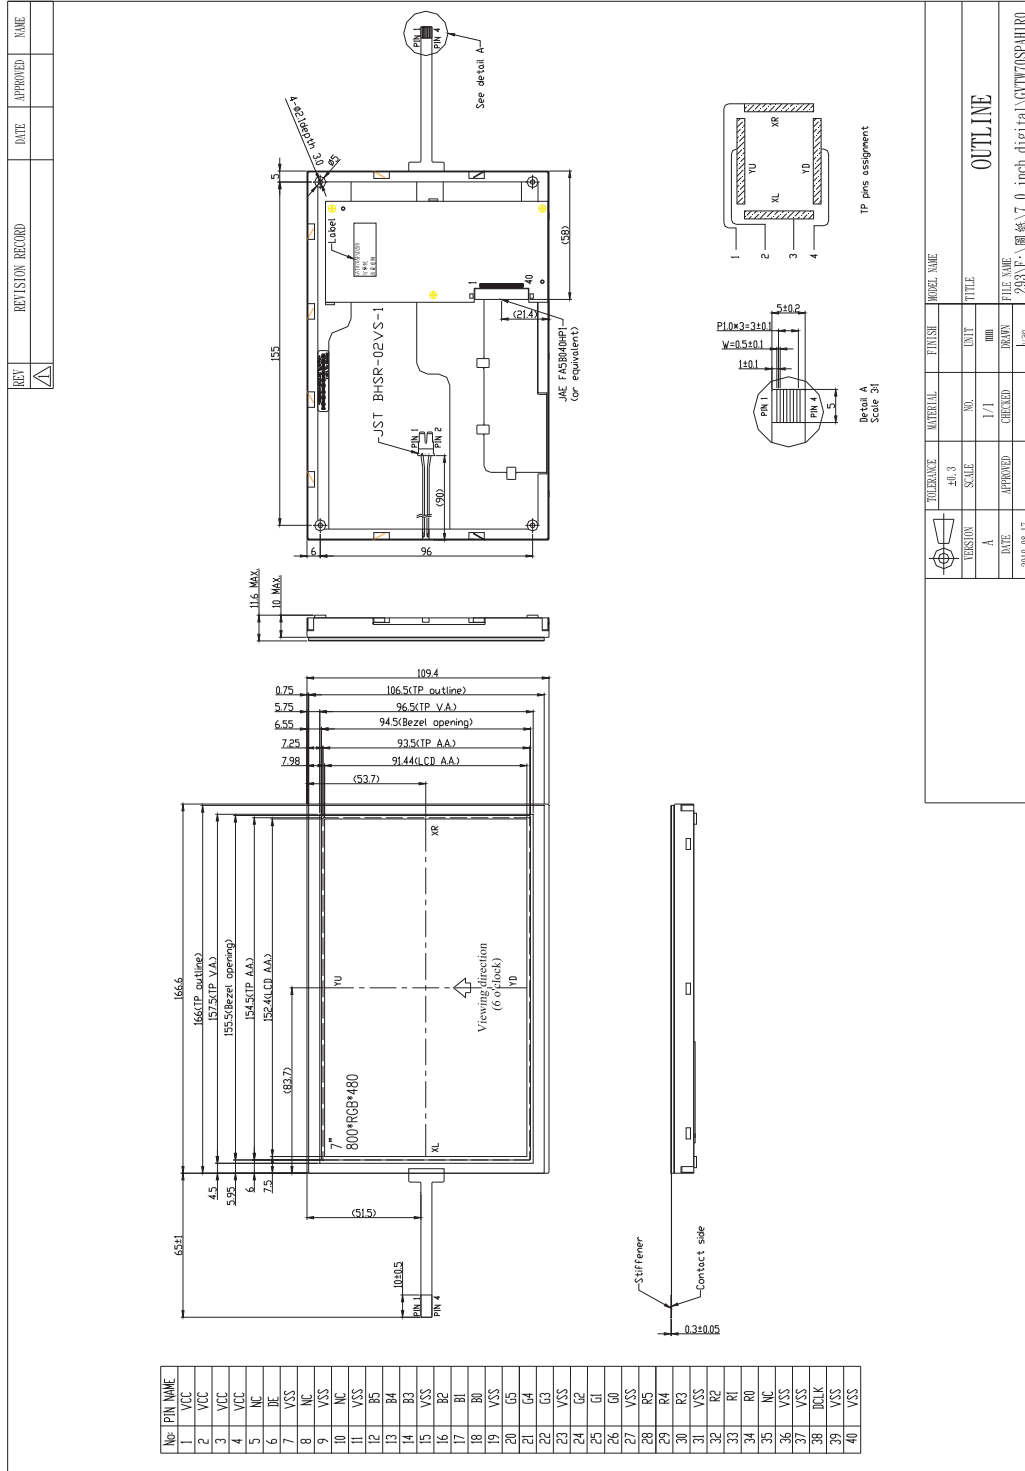 REV REVISION RECORD DATE APPROVED NAME
1
4-ø2.1depth 3.0
ø5
5
155
Label
JST BHSR-02VS-1
PIN 1
PIN 2
(90)
6
96
1
40
(21.4)
(58)
JAE FA5B040HP1
(or equivalent)
PIN 1
PIN 4
See detail A
11.6 MAX.
10 MAX.
109.4
0.75 106.5(TP outline)
5.75 96.5(TP V.A.)
6.55 94.5(Bezel opening)
7.25 93.5(TP A.A.)
7.98 91.44(LCD A.A.)
(53.7)
166.6
166(TP outline)
157.5(TP V.A.)
155.5(Bezel opening)
154.5(TP A.A.)
152.4(LCD A.A.)
(83.7)
4.5
5.95
6
7.5
65±1
(51.5)
10±0.5
PIN 1
PIN 4
7"
800*RGB*480
YU
YD
XL
XR
Viewing direction
(6 o'clock)
Stiffener
Contact side
0.3±0.05
TP pins assignment
1
2
3
4
YU
YD
XL
XR
5±0.2
P1.0*3=3±0.1
W=0.5±0.1
1±0.1
PIN 1
PIN 4
5
Detail A
Scale 3:1
No: PIN NAME
1 VCC
2 VCC
3 VCC
4 VCC
5 NC
6 DE
7 VSS
8 NC
9 VSS
10 NC
11 VSS
12 B5
13 B4
14 B3
15 VSS
16 B2
17 B1
18 B0
19 VSS
20 G5
21 G4
22 G3
23 VSS
24 G2
25 G1
26 G0
27 VSS
28 R5
29 R4
30 R3
31 VSS
32 R2
33 R1
34 R0
35 NC
36 VSS
37 VSS
38 DCLK
39 VSS
40 VSS
TOLERANCE MATERIAL FINISH MODEL NAME
±0.3
VERSION SCALE NO. UNIT TITLE
A 1/1 mm OUTLINE
DATE APPROVED CHECKED DRAWN FILE NAME
293\F:\圖紙\7.0 inch digital\GVTW70SPAH1R0